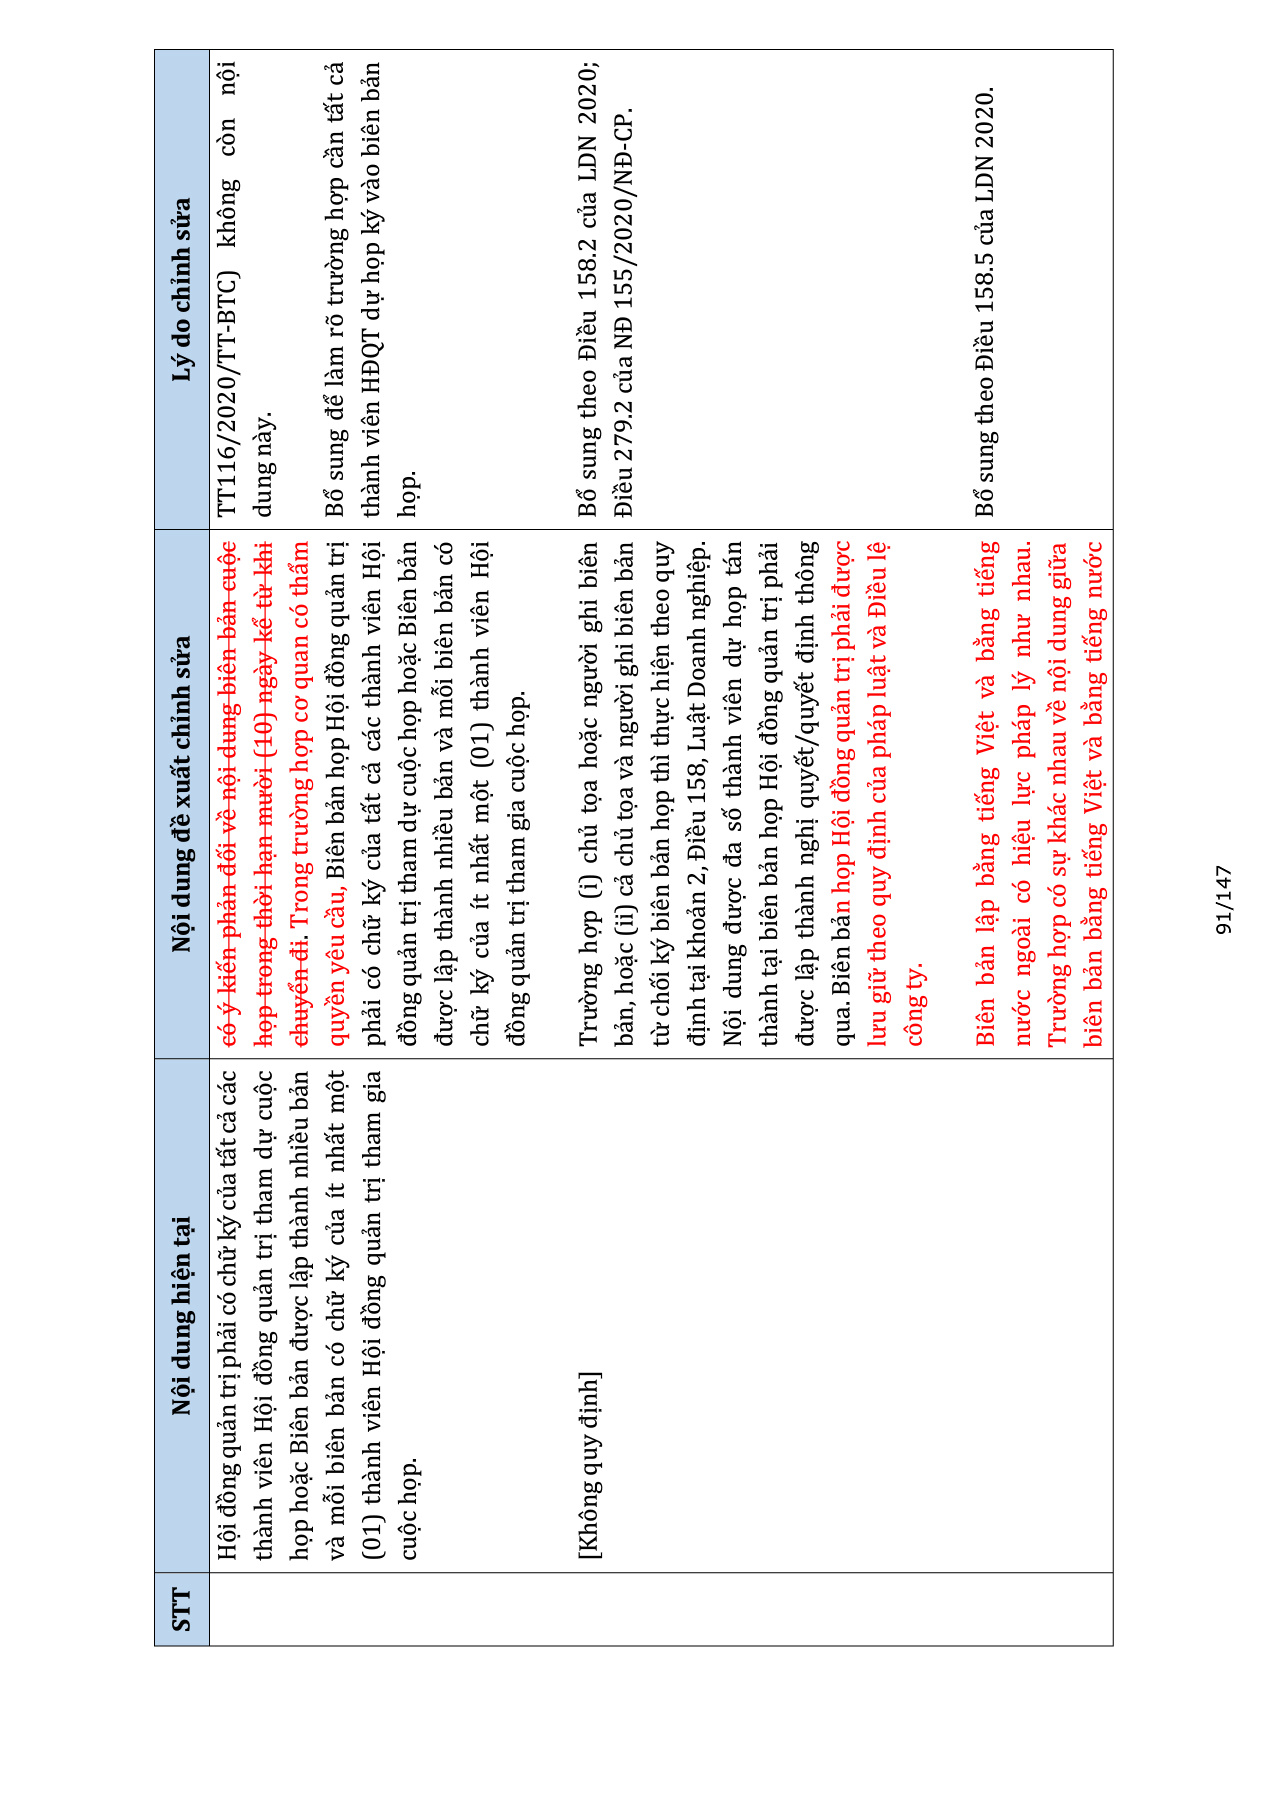 STT
Nội dung hiện tại
Nội dung đề xuất chỉnh sửa
Lý do chỉnh sửa
Hội đồng quản trị phải có chữ ký của tất cả các
thành viên Hội đồng quản trị tham dự cuộc
họp hoặc Biên bản được lập thành nhiều bản
và mỗi biên bản có chữ ký của ít nhất một
(01) thành viên Hội đồng quản trị tham gia
cuộc họp.
[Không quy định]
có ý kiến phản đối về nội dung biên bản cuộc
họp trong thời hạn mười (10) ngày kể từ khi
chuyển đi. Trong trường hợp cơ quan có thẩm
quyền yêu cầu, Biên bản họp Hội đồng quản trị
phải có chữ ký của tất cả các thành viên Hội
đồng quản trị tham dự cuộc họp hoặc Biên bản
được lập thành nhiều bản và mỗi biên bản có
chữ ký của ít nhất một (01) thành viên Hội
đồng quản trị tham gia cuộc họp.
Trường hợp (i) chủ tọa hoặc người ghi biên
bản, hoặc (ii) cả chủ tọa và người ghi biên bản
từ chối ký biên bản họp thì thực hiện theo quy
định tại khoản 2, Điều 158, Luật Doanh nghiệp.
Nội dung được đa số thành viên dự họp tán
thành tại biên bản họp Hội đồng quản trị phải
được lập thành nghị quyết/quyết định thông
qua. Biên bản họp Hội đồng quản trị phải được
lưu giữ theo quy định của pháp luật và Điều lệ
công ty.
Biên bản lập bằng tiếng Việt và bằng tiếng
nước ngoài có hiệu lực pháp lý như nhau.
Trường hợp có sự khác nhau về nội dung giữa
biên bản bằng tiếng Việt và bằng tiếng nước
TT116/2020/TT-BTC) không còn nội
dung này.
Bổ sung để làm rõ trường hợp cần tất cả
thành viên HĐQT dự họp ký vào biên bản
họp.
Bổ sung theo Điều 158.2 của LDN 2020;
Điều 279.2 của NĐ 155/2020/NĐ-CP.
Bổ sung theo Điều 158.5 của LDN 2020.
91/147